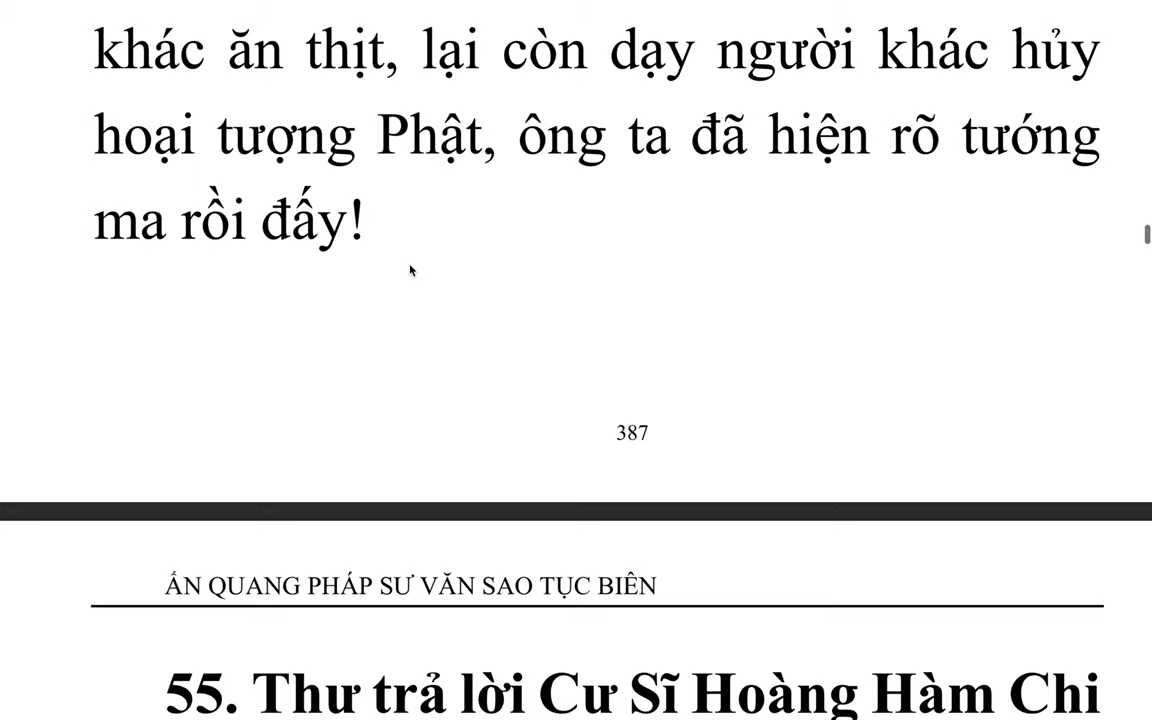 khác ăn thịt, lại còn dạy người khác hủy
hoại tượng Phật, ông ta đã hiện rõ tướng
ma rồi đấy!
387
ẤN QUANG PHÁP SƯ VĂN SAO TỤC BIÊN
55. Thư trả lời Cư Sĩ Hoàng Hàm Chi